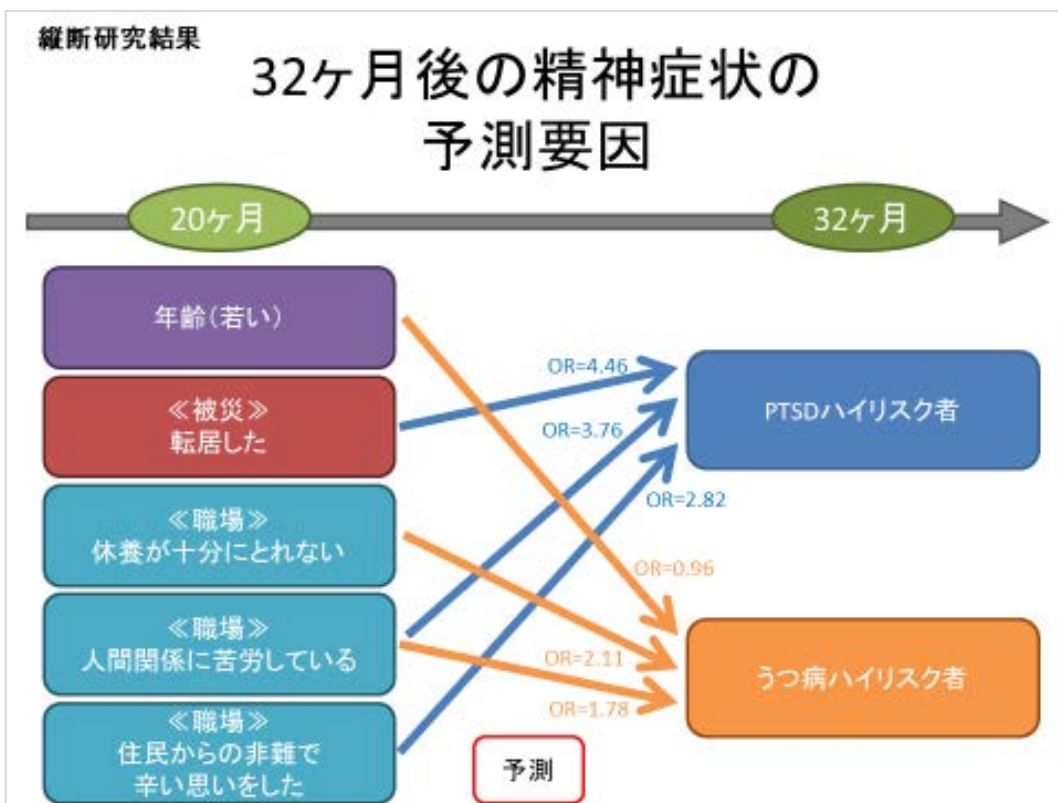 縦断研究結果
32ヶ月後の精神症状の
予測要因
20ヶ月
32ヶ月
年齢(若い)
≪被災≫
転居した
≪職場≫
休養が十分にとれない
≪職場≫
人間関係に苦労している
≪職場≫
住民からの非難で
辛い思いをした
OR=4.46
OR=3.76
OR=2.82
OR=0.96
OR=2.11
OR=1.78
PTSDハイリスク者
うつ病ハイリスク者
予測